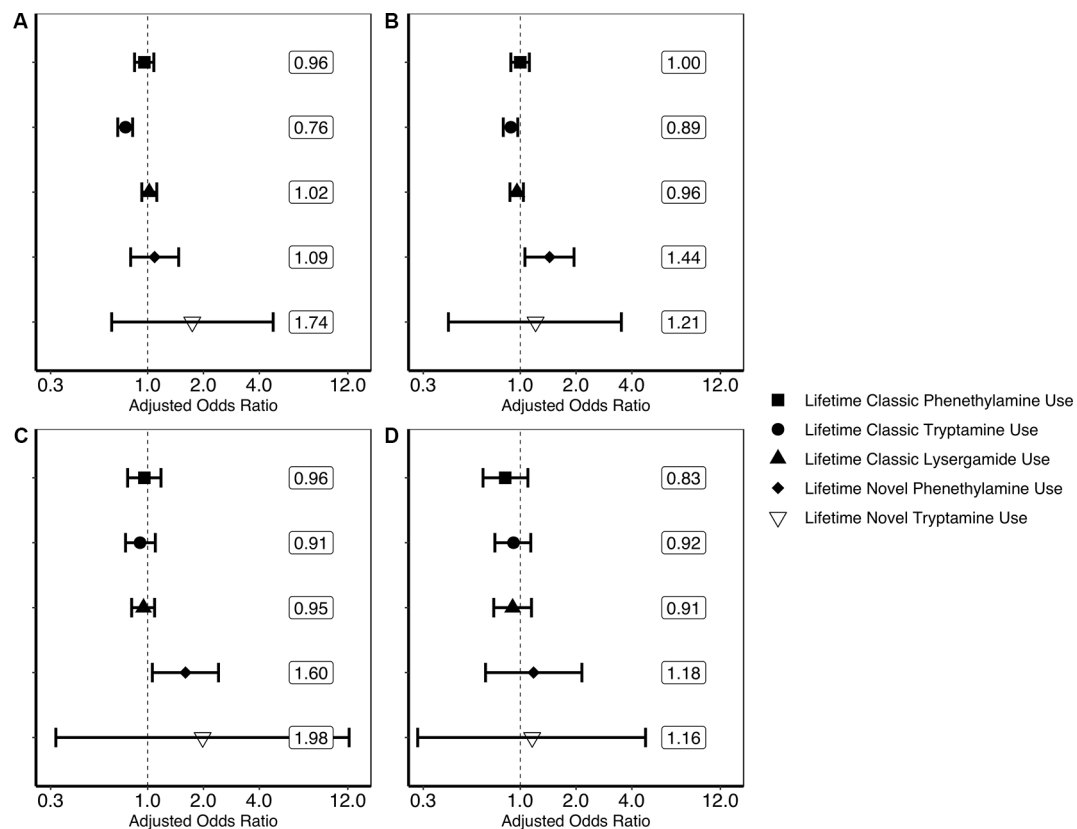 A
0.96
0.76
1.02
1.09
1.74
0.3 1.0 2.0 4.0 12.0
Adjusted Odds Ratio
B
1.00
0.89
0.96
1.44
1.21
0.3 1.0 2.0 4.0 12.0
Adjusted Odds Ratio
C
0.96
0.91
0.95
1.60
1.98
0.3 1.0 2.0 4.0 12.0
Adjusted Odds Ratio
D
0.83
0.92
0.91
1.18
1.16
0.3 1.0 2.0 4.0 12.0
Adjusted Odds Ratio
Lifetime Classic Phenethylamine Use
Lifetime Classic Tryptamine Use
Lifetime Classic Lysergamide Use
Lifetime Novel Phenethylamine Use
Lifetime Novel Tryptamine Use